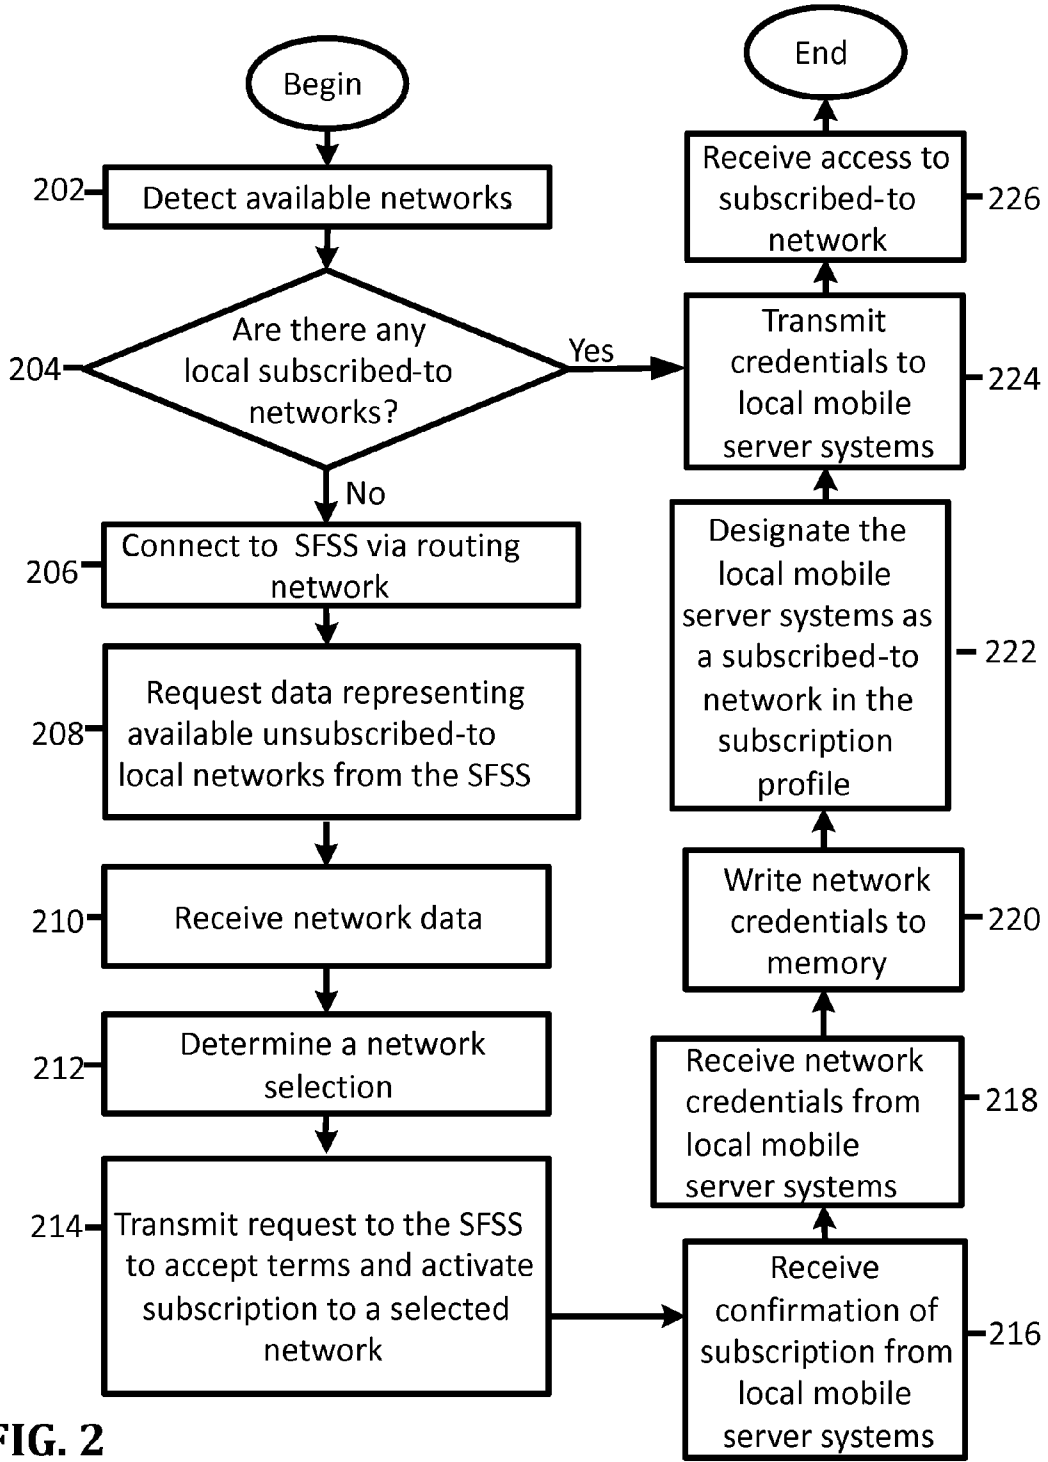 Begin
202
Detect available networks
204
Are there any
local subscribed-to
networks?
Yes
No
206
Connect to SFSS via routing
network
208
Request data representing
available unsubscribed-to
local networks from the SFSS
210
Receive network data
212
Determine a network
selection
214
Transmit request to the SFSS
to accept terms and activate
subscription to a selected
network
End
Receive access to
subscribed-to
network
226
Transmit
credentials to
local mobile
server systems
224
Designate the
local mobile
server systems as
a subscribed-to
network in the
subscription
profile
222
Write network
credentials to
memory
220
Receive network
credentials from
local mobile
server systems
218
Receive
confirmation of
subscription from
local mobile
server systems
216
FIG. 2